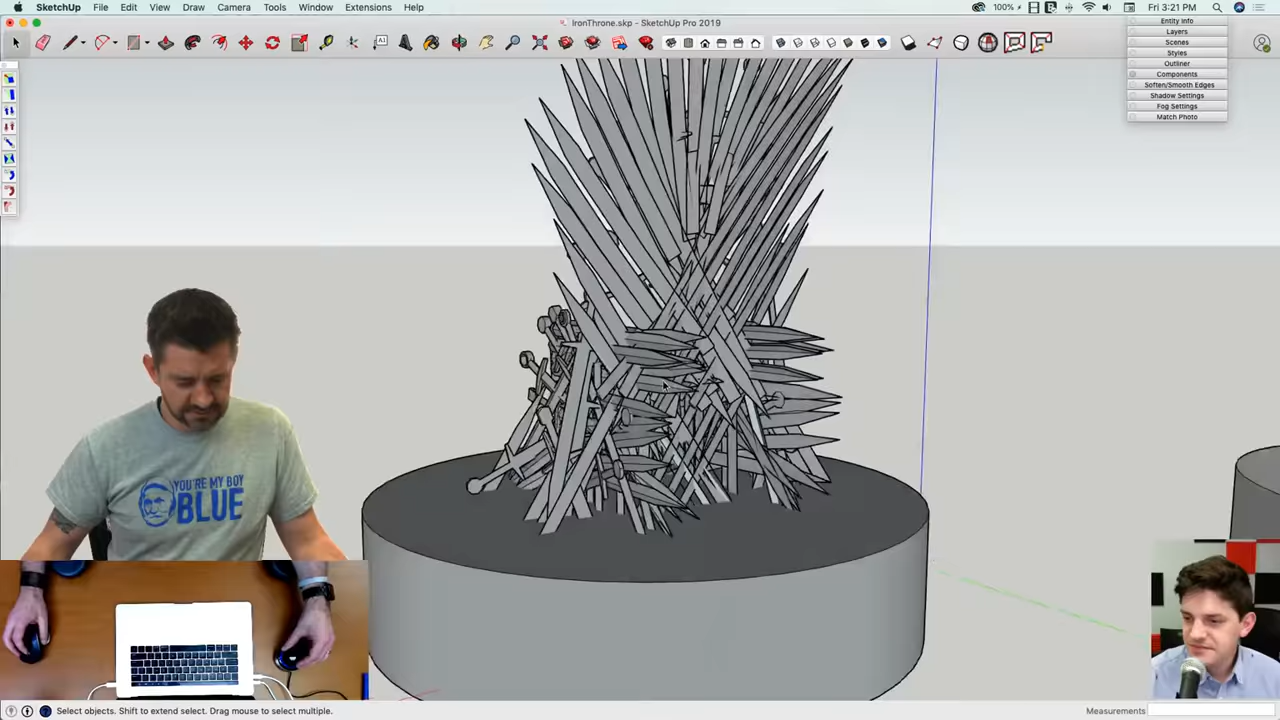 SketchUp File Edit View Draw Camera Tools Window Extensions Help
100% Fri 3:21 PM
IronThrone.skp - SketchUp Pro 2019
Entity Info
Layers
Scenes
Styles
Outliner
Components
Soften/Smooth Edges
Shadow Settings
Fog Settings
Match Photo
YOU'RE MY BOY
BLUE
Select objects. Shift to extend select. Drag mouse to select multiple.
Measurements